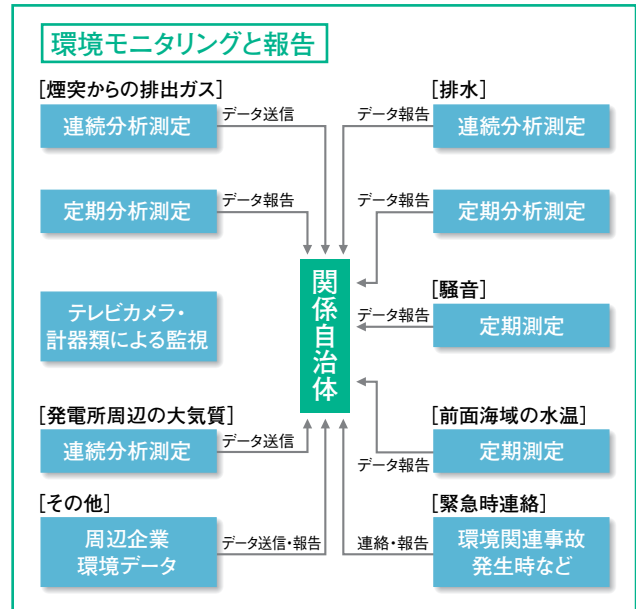 環境モニタリングと報告
[煙突からの排出ガス]
連続分析測定
データ送信
定期分析測定
データ報告
テレビカメラ・
計器類による監視
[発電所周辺の大気質]
連続分析測定
データ送信
[その他]
周辺企業
環境データ
データ送信・報告
関係自治体
[排水]
データ報告
連続分析測定
データ報告
定期分析測定
[騒音]
データ報告
定期測定
[前面海域の水温]
データ報告
定期測定
[緊急時連絡]
連絡・報告
環境関連事故
発生時など